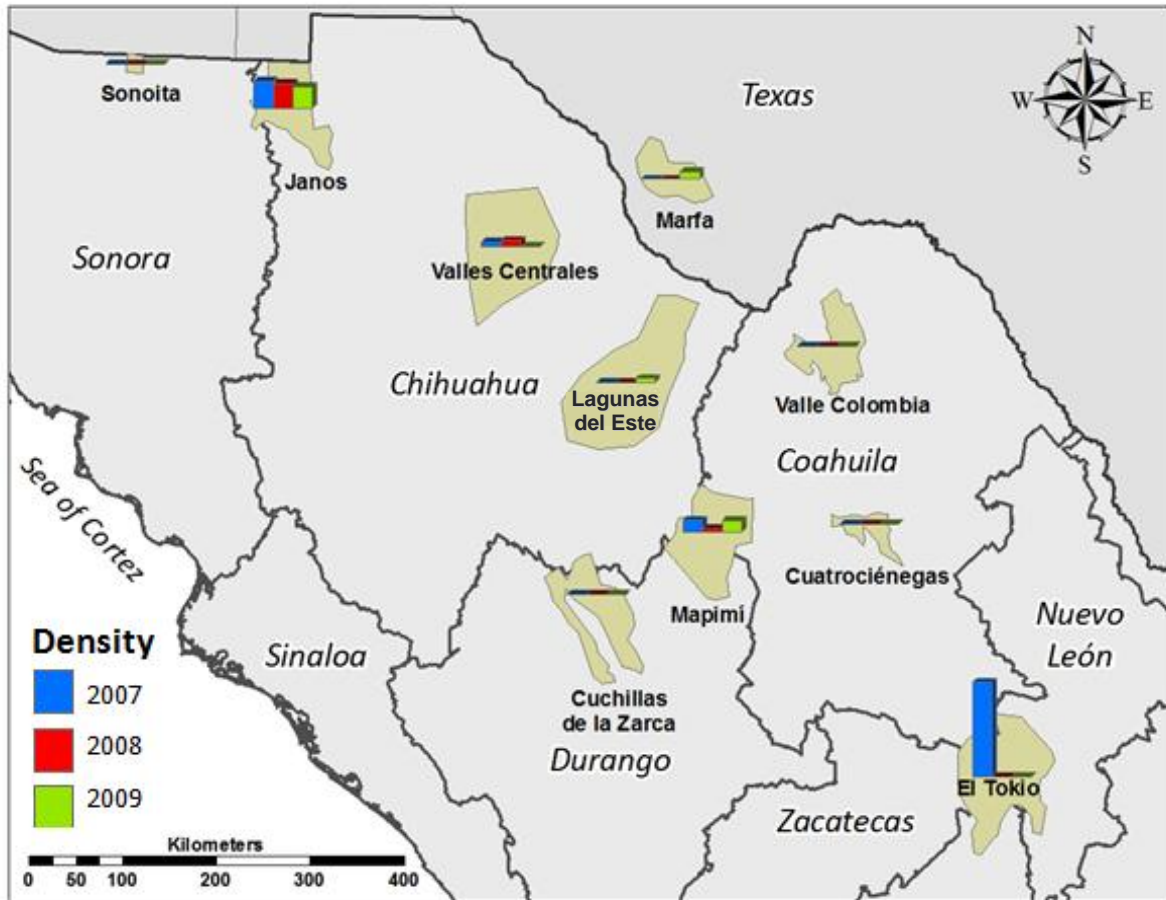 N
W E
S
Sonoita
Texas
Janos
Marfa
Sonora
Valles Centrales
Chihuahua
Lagunas
del Este
Valle Colombia
Coahuila
Sea of Cortez
Cuatrociénegas
Mapimí
Nuevo
León
Sinaloa
Cuchillas
de la Zarca
Durango
El Tokio
Zacatecas
Density
2007
2008
2009
Kilometers
0 50 100 200 300 400